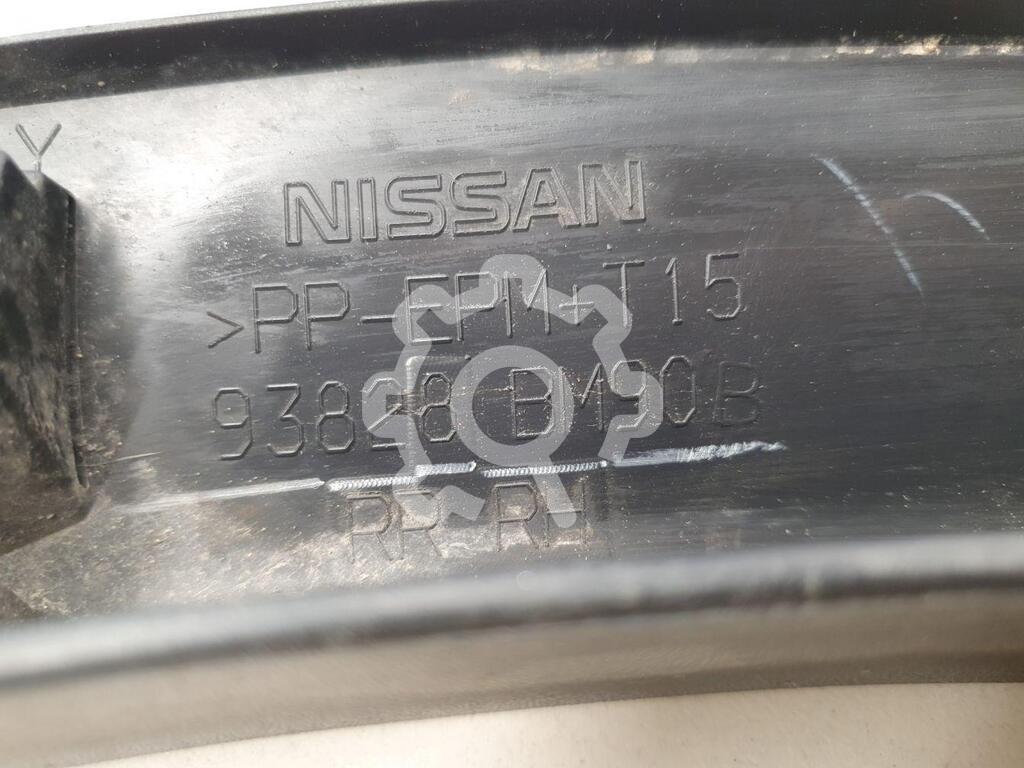 Y
NISSAN
>PP-EPM+T15
93828 BM90B
RR RH